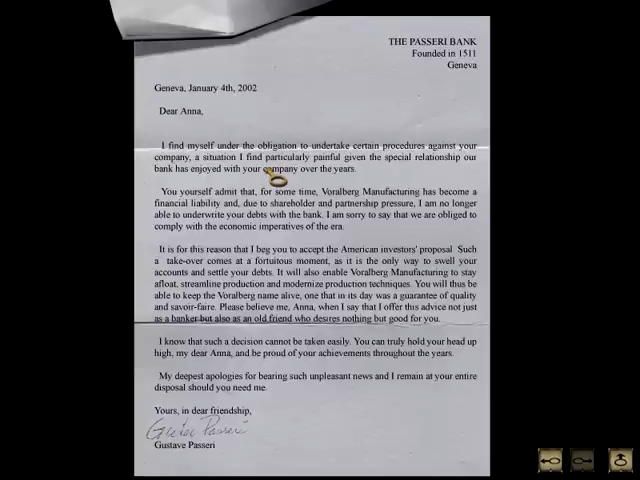 THE PASSERI BANK
Founded in 1511
Geneva
Geneva, January 4th, 2002
Dear Anna,
I find myself under the obligation to undertake certain procedures against your
company, a situation I find particularly painful given the special relationship our
bank has enjoyed with your company over the years.
You yourself admit that, for some time, Voralberg Manufacturing has become a
financial liability and, due to shareholder and partnership pressure, I am no longer
able to underwrite your debts with the bank. I am sorry to say that we are obliged to
comply with the economic imperatives of the era.
It is for this reason that I beg you to accept the American investors' proposal Such
a take-over comes at a fortuitous moment, as it is the only way to swell your
accounts and settle your debts. It will also enable Voralberg Manufacturing to stay
afloat, streamline production and modernize production techniques. You will thus be
able to keep the Voralberg name alive, one that in its day was a guarantee of quality
and savoir-faire. Please believe me, Anna, when I say that I offer this advice not just
as a banker but also as an old friend who desires nothing but good for you.
I know that such a decision cannot be taken easily. You can truly hold your head up
high, my dear Anna, and be proud of your achievements throughout the years.
My deepest apologies for bearing such unpleasant news and I remain at your entire
disposal should you need me.
Yours, in dear friendship,
Gustave Passeri
Gustave Passeri